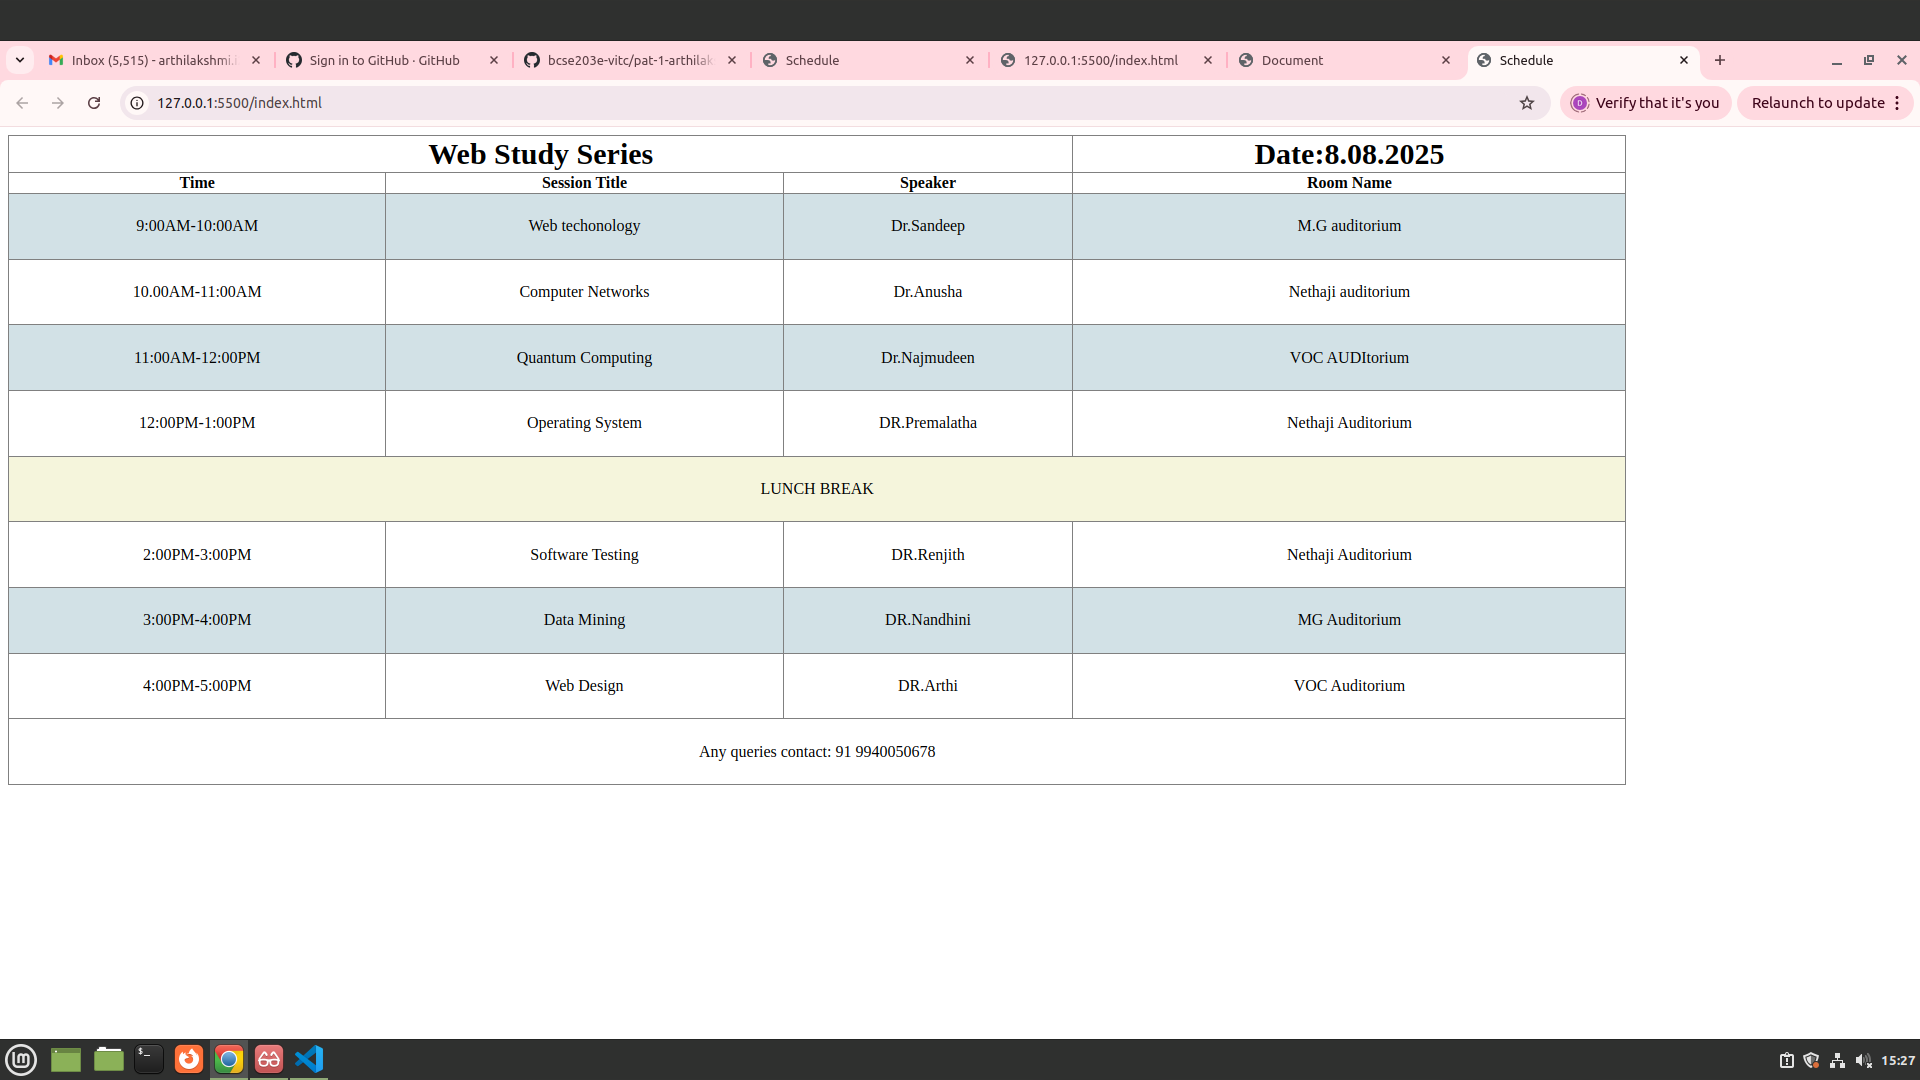 Inbox (5,515) - arthilakshmi.i
Sign in to GitHub · GitHub
bcse203e-vitc/pat-1-arthilak
Schedule
127.0.0.1:5500/index.html
Document
Schedule
127.0.0.1:5500/index.html
D
Verify that it's you
Relaunch to update
Web Study Series Date:8.08.2025
Time Session Title Speaker Room Name
9:00AM-10:00AM Web techonology Dr.Sandeep M.G auditorium
10.00AM-11:00AM Computer Networks Dr.Anusha Nethaji auditorium
11:00AM-12:00PM Quantum Computing Dr.Najmudeen VOC AUDItorium
12:00PM-1:00PM Operating System DR.Premalatha Nethaji Auditorium
LUNCH BREAK
2:00PM-3:00PM Software Testing DR.Renjith Nethaji Auditorium
3:00PM-4:00PM Data Mining DR.Nandhini MG Auditorium
4:00PM-5:00PM Web Design DR.Arthi VOC Auditorium
Any queries contact: 91 9940050678
$_
15:27